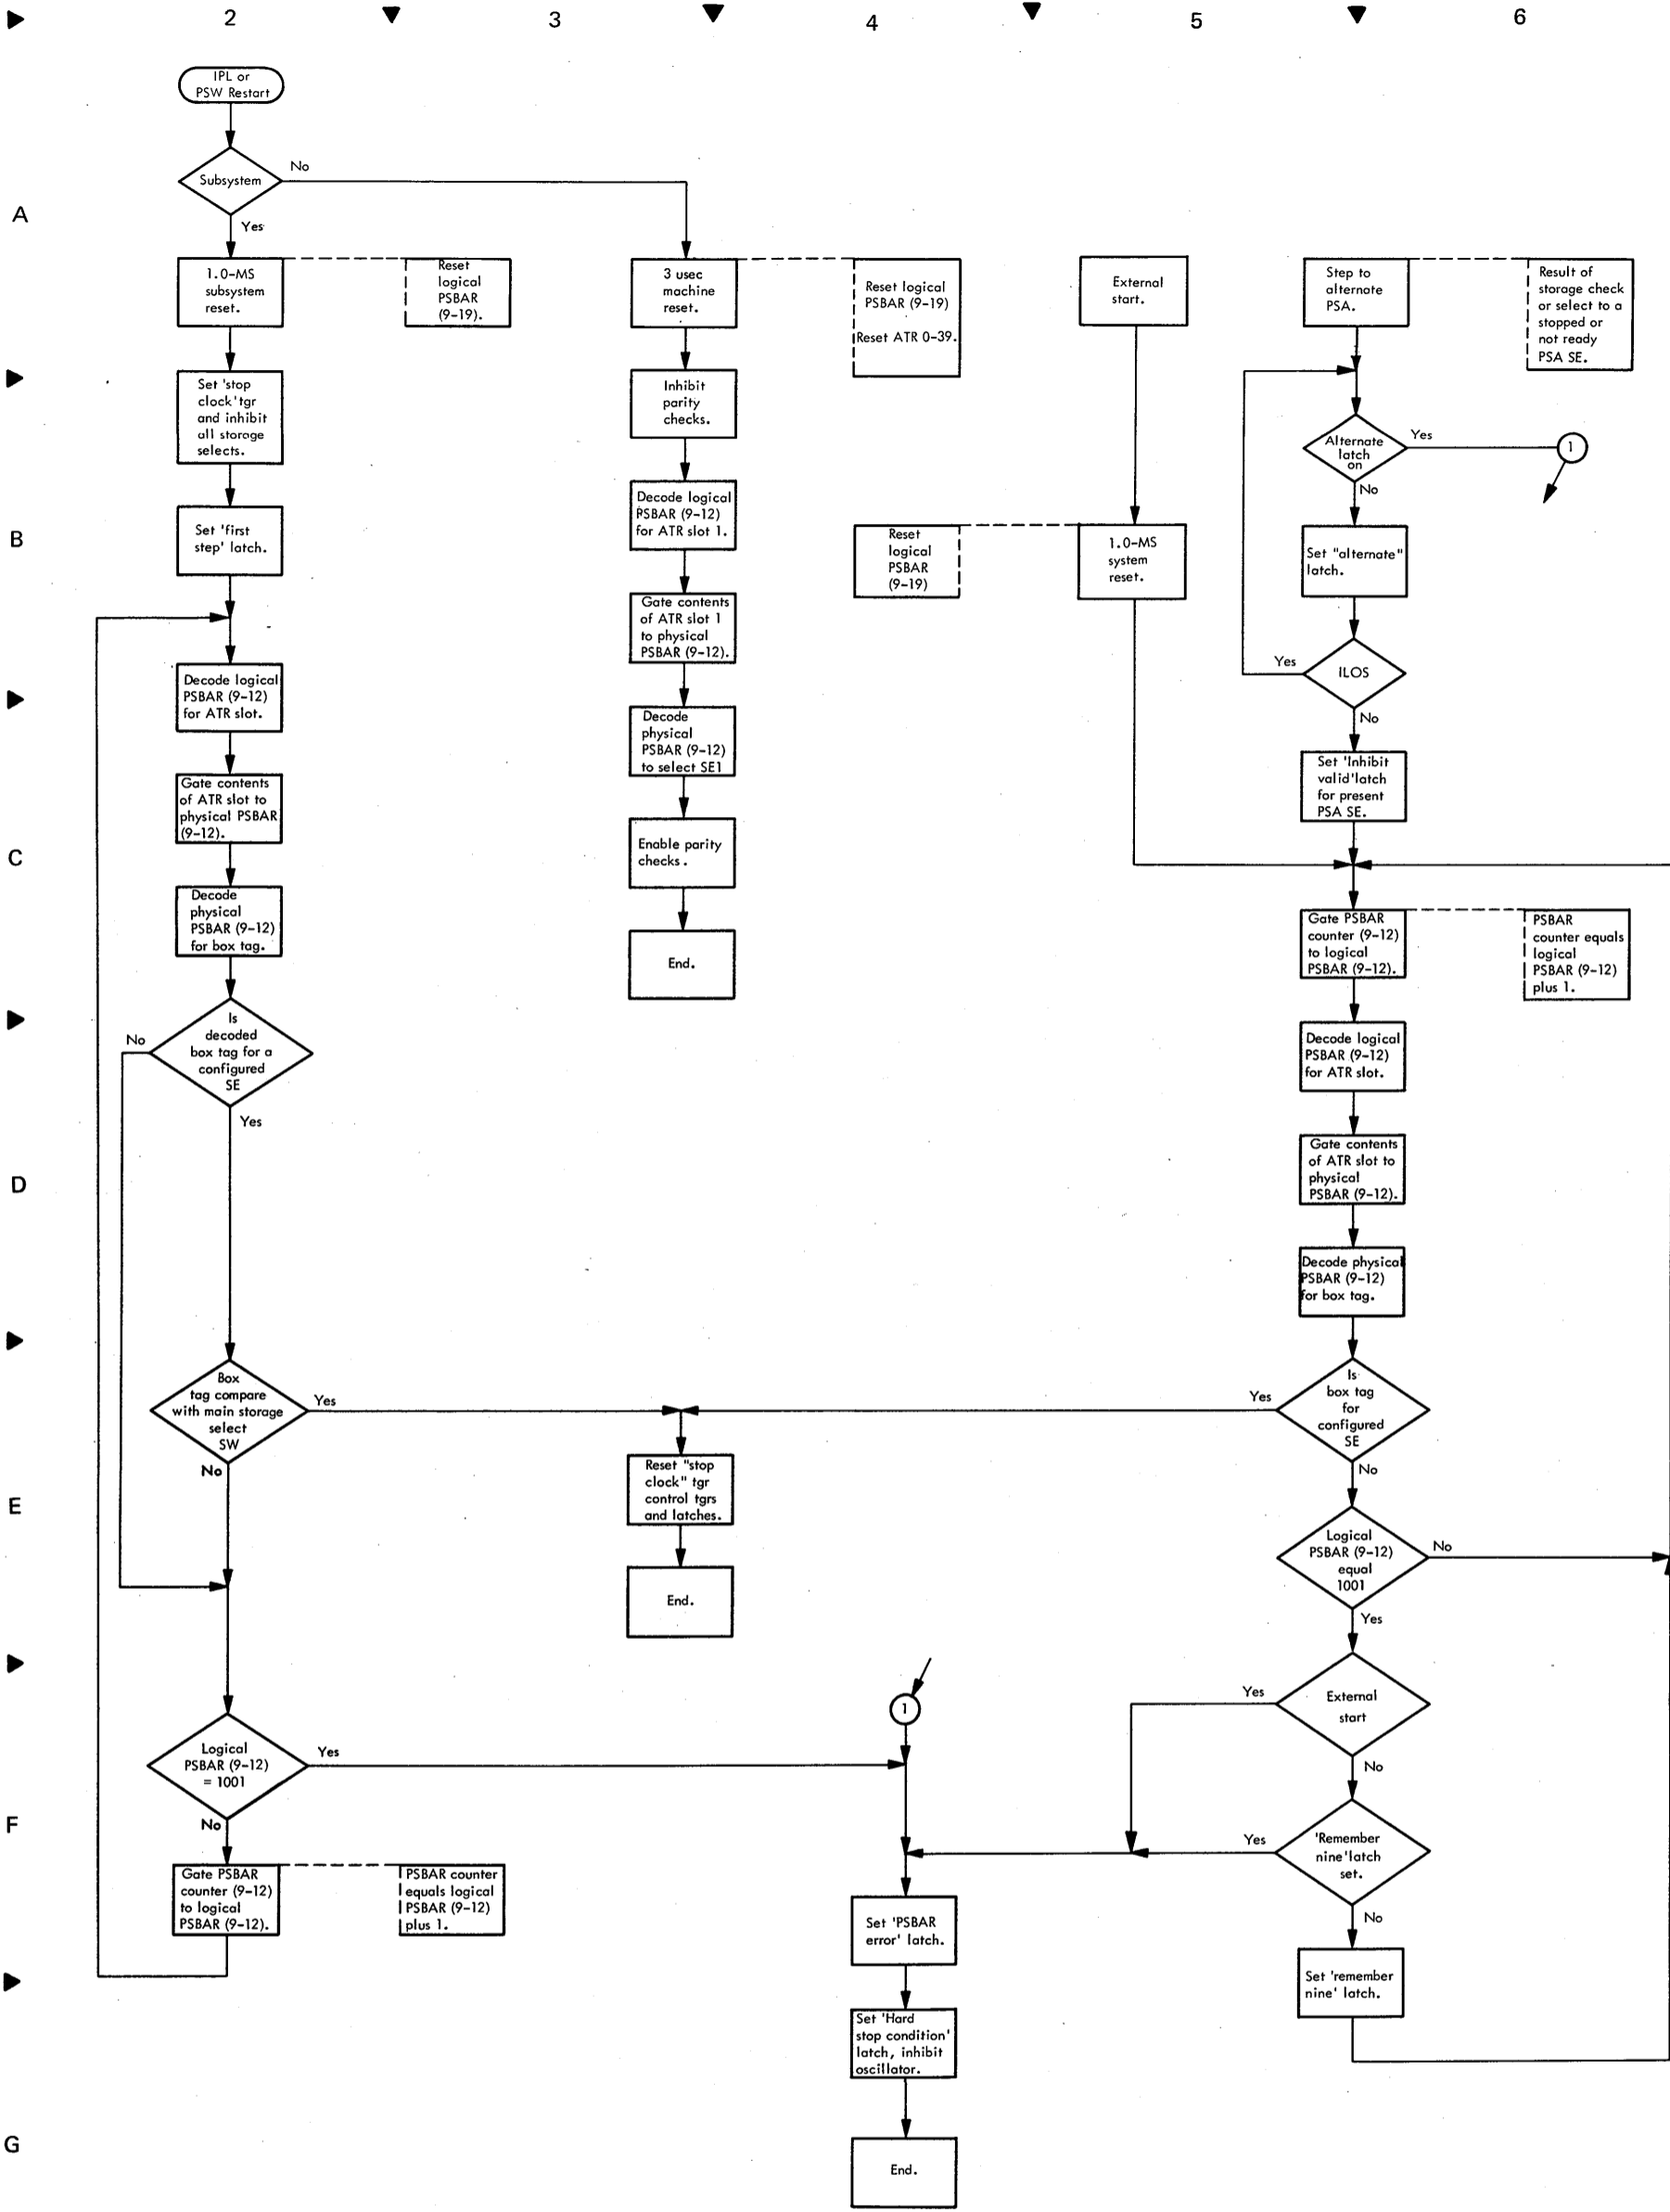 2 3 4 5 6
IPL or
PSW Restart
Subsystem
No
A
Yes
1.0-MS
subsystem
reset.
Reset
logical
PSBAR
(9-19).
3 usec
machine
reset.
Reset logical
PSBAR (9-19)
Reset ATR 0-39.
External
start.
Step to
alternate
PSA.
Result of
storage check
or select to a
stopped or
not ready
PSA SE.
Set 'stop
clock' tgr
and inhibit
all storage
selects.
Inhibit
parity
checks.
Alternate
latch
on
Yes
1
No
B
Set 'first
step' latch.
Decode logical
PSBAR (9-12)
for ATR slot 1.
Reset
logical
PSBAR
(9-19)
1.0-MS
system
reset.
Set "alternate"
latch.
Gate contents
of ATR slot 1
to physical
PSBAR (9-12).
Yes
ILOS
No
Decode logical
PSBAR (9-12)
for ATR slot.
Decode
physical
PSBAR (9-12)
to select SE1
Set 'Inhibit
valid' latch
for present
PSA SE.
Gate contents
of ATR slot to
physical PSBAR
(9-12).
C
Enable parity
checks.
Decode
physical
PSBAR (9-12)
for box tag.
End.
Gate PSBAR
counter (9-12)
to logical
PSBAR (9-12).
PSBAR
counter equals
logical
PSBAR (9-12)
plus 1.
No
Is
decoded
box tag for a
configured
SE
Yes
Decode logical
PSBAR (9-12)
for ATR slot.
D
Gate contents
of ATR slot to
physical
PSBAR (9-12).
Decode physical
PSBAR (9-12)
for box tag.
Box
tag compare
with main storage
select
SW
Yes
No
Yes
Is
box tag
for
configured
SE
No
E
Reset "stop
clock" tgr
control tgrs
and latches.
Logical
PSBAR (9-12)
equal
1001
No
Yes
End.
1
Yes
External
start
No
Logical
PSBAR (9-12)
= 1001
Yes
No
F
Yes
'Remember
nine' latch
set.
No
Gate PSBAR
counter (9-12)
to logical
PSBAR (9-12).
PSBAR counter
equals logical
PSBAR (9-12)
plus 1.
Set 'PSBAR
error' latch.
Set 'remember
nine' latch.
Set 'Hard
stop condition'
latch, inhibit
oscillator.
G
End.